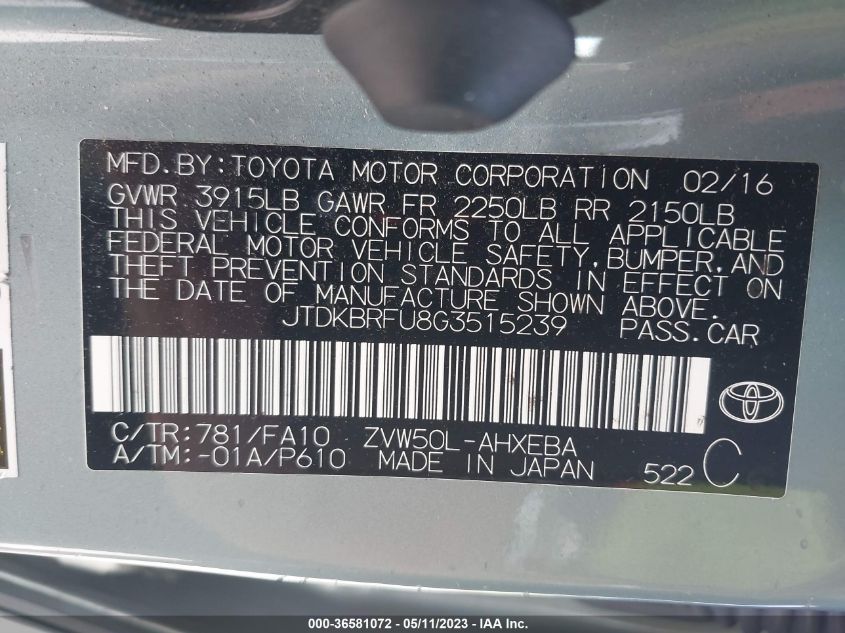 MFD.BY:TOYOTA MOTOR CORPORATION 02/16
GVWR 3915LB GAWR FR 2250LB RR 2150LB
THIS VEHICLE CONFORMS TO ALL APPLICABLE
FEDERAL MOTOR VEHICLE SAFETY,BUMPER,AND
THEFT PREVENTION STANDARDS IN EFFECT ON
THE DATE OF MANUFACTURE SHOWN ABOVE.
JTDKBRFU8G3515239 PASS.CAR
C/TR:781/FA10 ZVW50L-AHXEBA
A/TM:-01A/P610 MADE IN JAPAN 522 C
000-36581072 - 05/11/2023 - IAA Inc.